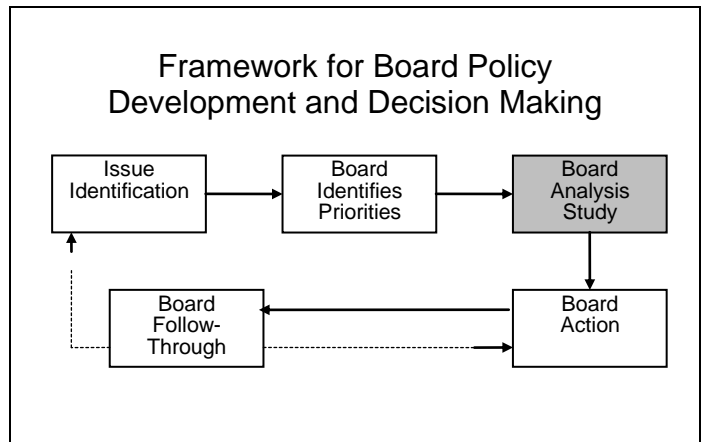 Framework for Board Policy
Development and Decision Making
Issue
Identification
Board
Identifies
Priorities
Board
Analysis
Study
Board
Follow-
Through
Board
Action